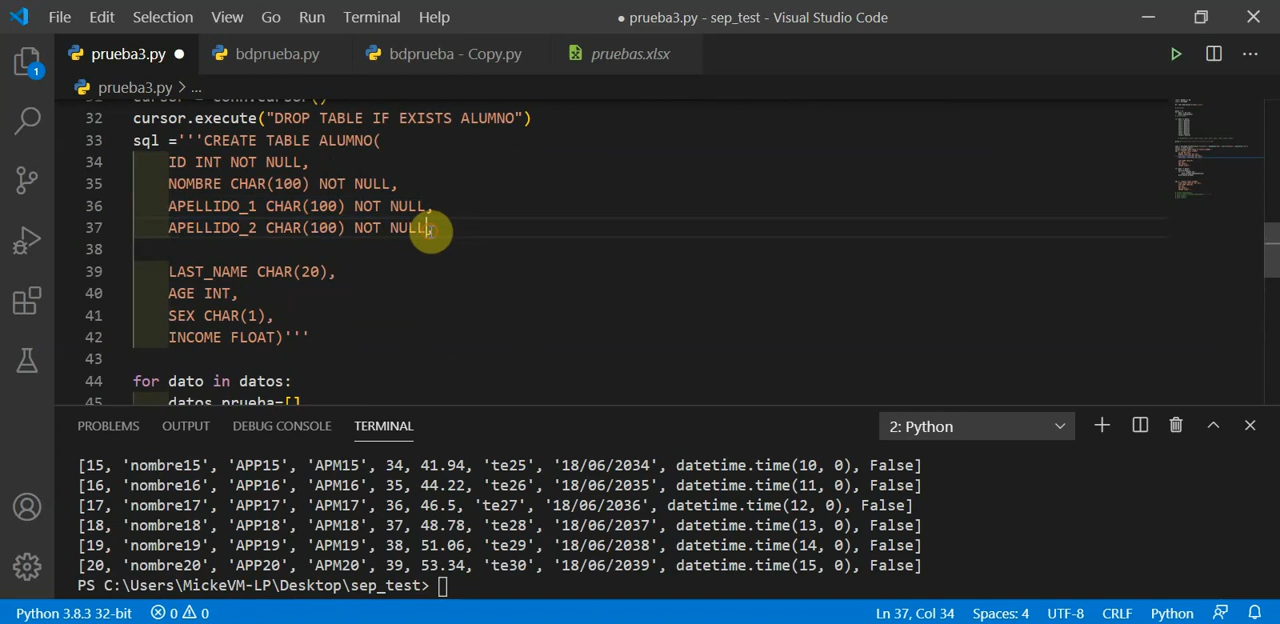 File Edit Selection View Go Run Terminal Help ● prueba3.py - sep_test - Visual Studio Code
prueba3.py ● bdprueba.py bdprueba - Copy.py pruebas.xlsx
1 prueba3.py > ...
31 cursor = conn.cursor()
32 cursor.execute("DROP TABLE IF EXISTS ALUMNO")
33 sql ='''CREATE TABLE ALUMNO(
34 ID INT NOT NULL,
35 NOMBRE CHAR(100) NOT NULL,
36 APELLIDO_1 CHAR(100) NOT NULL,
37 APELLIDO_2 CHAR(100) NOT NULL,
38
39 LAST_NAME CHAR(20),
40 AGE INT,
41 SEX CHAR(1),
42 INCOME FLOAT)'''
43
44 for dato in datos:
45 datos_prueba=[]
PROBLEMS OUTPUT DEBUG CONSOLE TERMINAL 2: Python
[15, 'nombre15', 'APP15', 'APM15', 34, 41.94, 'te25', '18/06/2034', datetime.time(10, 0), False]
[16, 'nombre16', 'APP16', 'APM16', 35, 44.22, 'te26', '18/06/2035', datetime.time(11, 0), False]
[17, 'nombre17', 'APP17', 'APM17', 36, 46.5, 'te27', '18/06/2036', datetime.time(12, 0), False]
[18, 'nombre18', 'APP18', 'APM18', 37, 48.78, 'te28', '18/06/2037', datetime.time(13, 0), False]
[19, 'nombre19', 'APP19', 'APM19', 38, 51.06, 'te29', '18/06/2038', datetime.time(14, 0), False]
[20, 'nombre20', 'APP20', 'APM20', 39, 53.34, 'te30', '18/06/2039', datetime.time(15, 0), False]
PS C:\Users\MickeVM-LP\Desktop\sep_test>
Python 3.8.3 32-bit 0 0 Ln 37, Col 34 Spaces: 4 UTF-8 CRLF Python